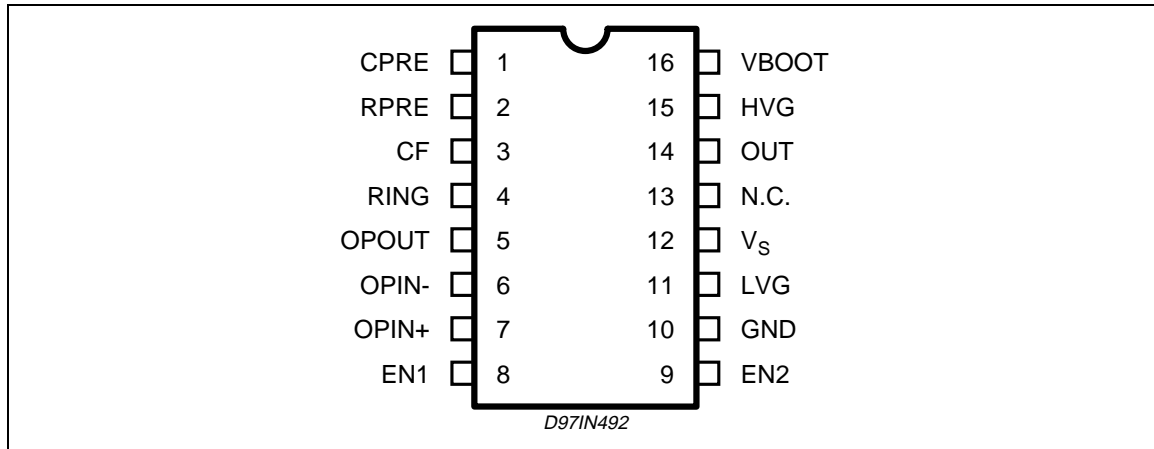 CPRE 1 16 VBOOT
RPRE 2 15 HVG
CF 3 14 OUT
RING 4 13 N.C.
OPOUT 5 12 VS
OPIN- 6 11 LVG
OPIN+ 7 10 GND
EN1 8 9 EN2
D97IN492